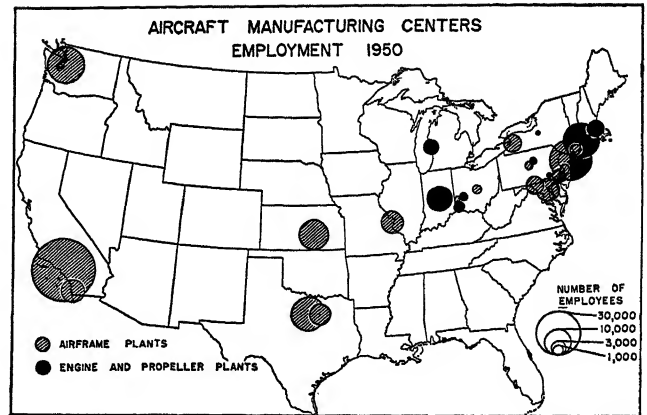 AIRCRAFT MANUFACTURING CENTERS
EMPLOYMENT 1950
NUMBER OF
EMPLOYEES
30,000
10,000
3,000
1,000
AIRFRAME PLANTS
ENGINE AND PROPELLER PLANTS